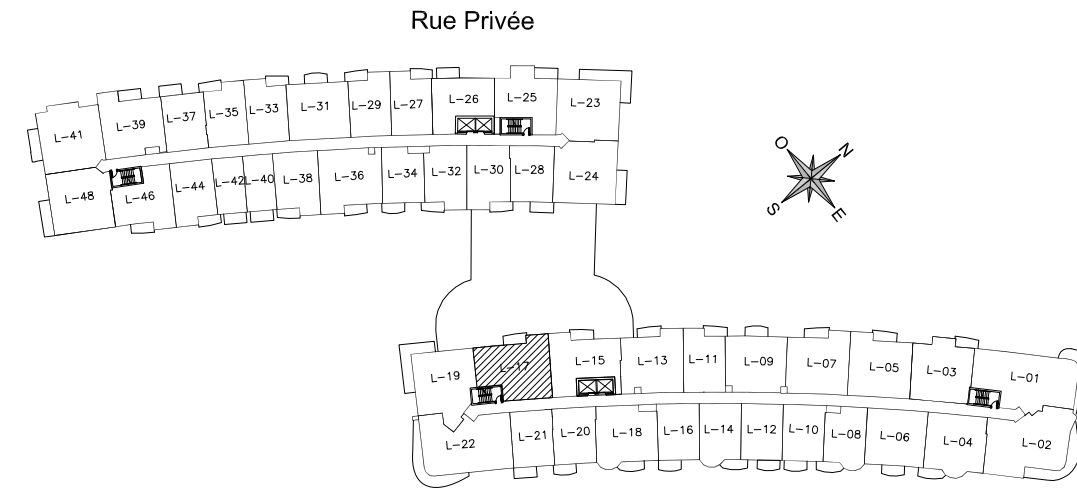 Rue Privée
L-41 L-39 L-37 L-35 L-33 L-31 L-29 L-27 L-26 L-25 L-23
L-48 L-46 L-44 L-42 L-40 L-38 L-36 L-34 L-32 L-30 L-28 L-24
O N
S E
L-19 L-17 L-15 L-13 L-11 L-09 L-07 L-05 L-03 L-01
L-22 L-21 L-20 L-18 L-16 L-14 L-12 L-10 L-08 L-06 L-04 L-02